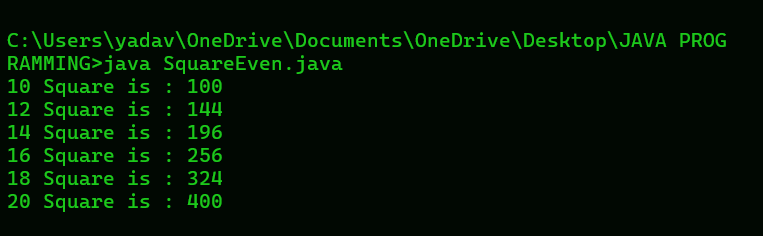 C:\Users\yadav\OneDrive\Documents\OneDrive\Desktop\JAVA PROG
RAMMING>java SquareEven.java
10 Square is : 100
12 Square is : 144
14 Square is : 196
16 Square is : 256
18 Square is : 324
20 Square is : 400